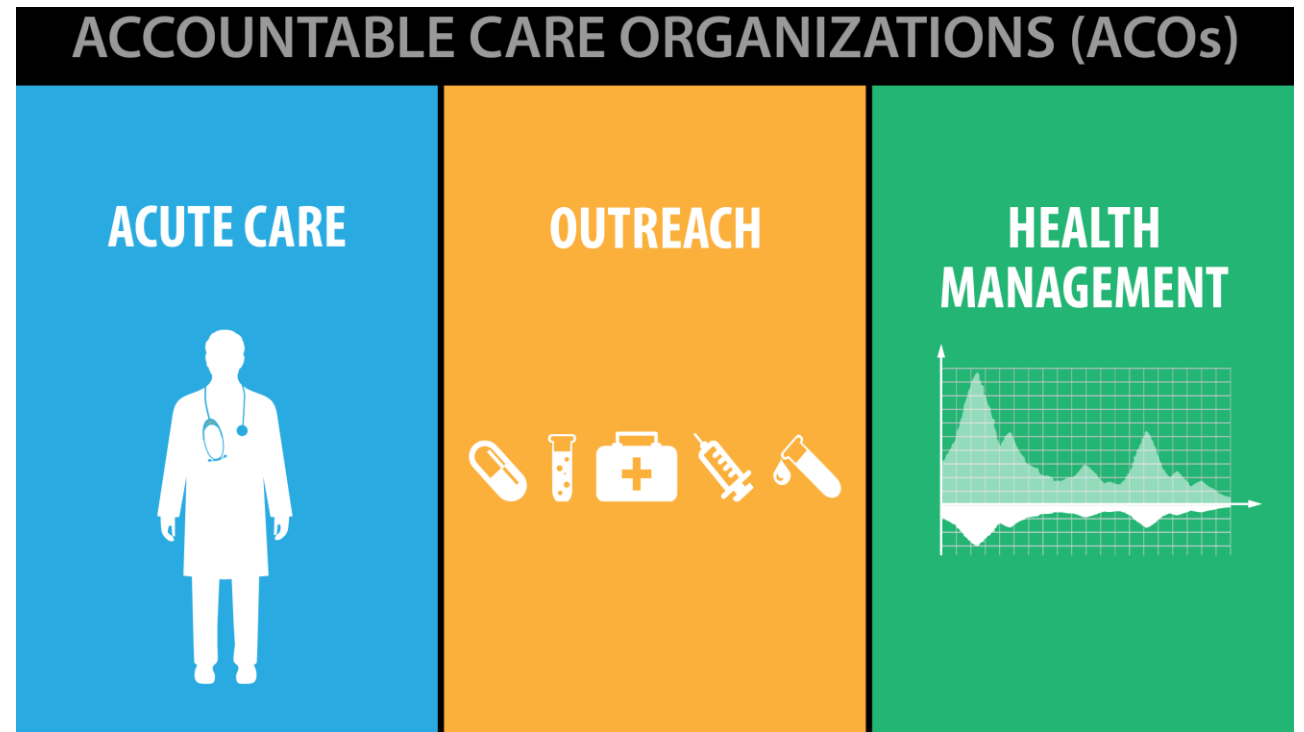 ACCOUNTABLE CARE ORGANIZATIONS (ACOs)
ACUTE CARE
OUTREACH
HEALTH
MANAGEMENT